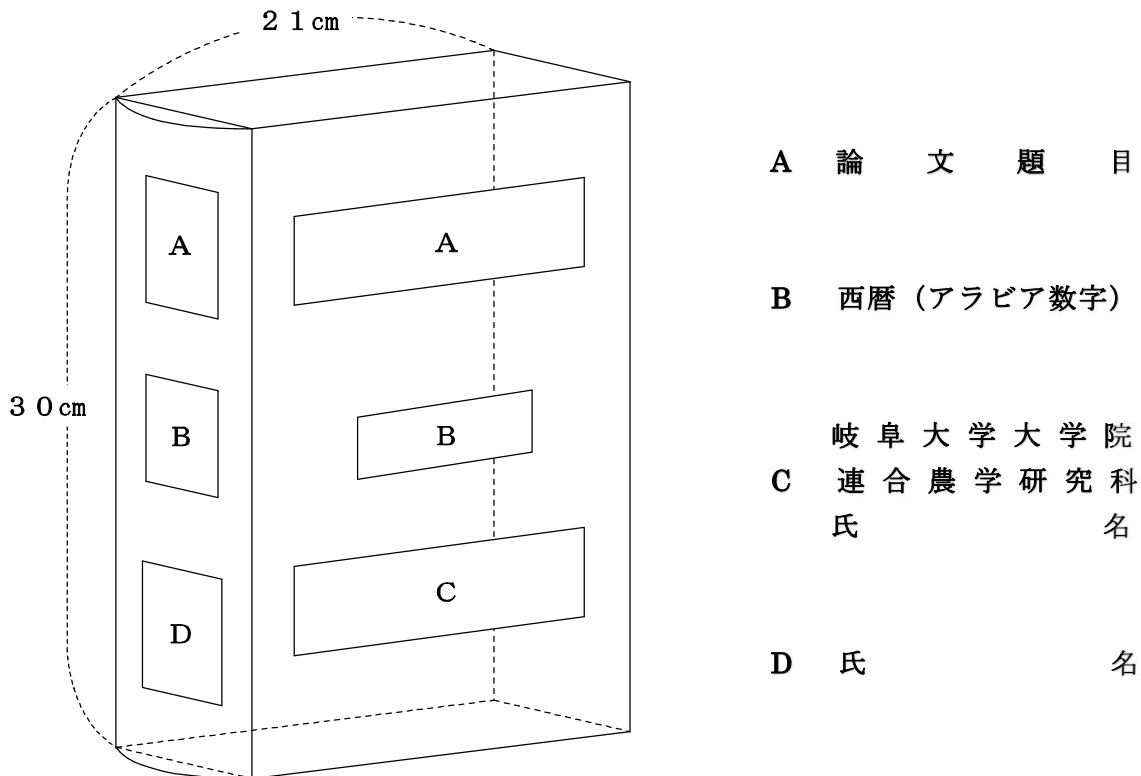 ２１㎝
３０㎝
A
B
D
A
B
C
A 論文題目
B 西暦（アラビア数字）
岐阜大学大学院
C 連合農学研究科
氏名
D 氏名